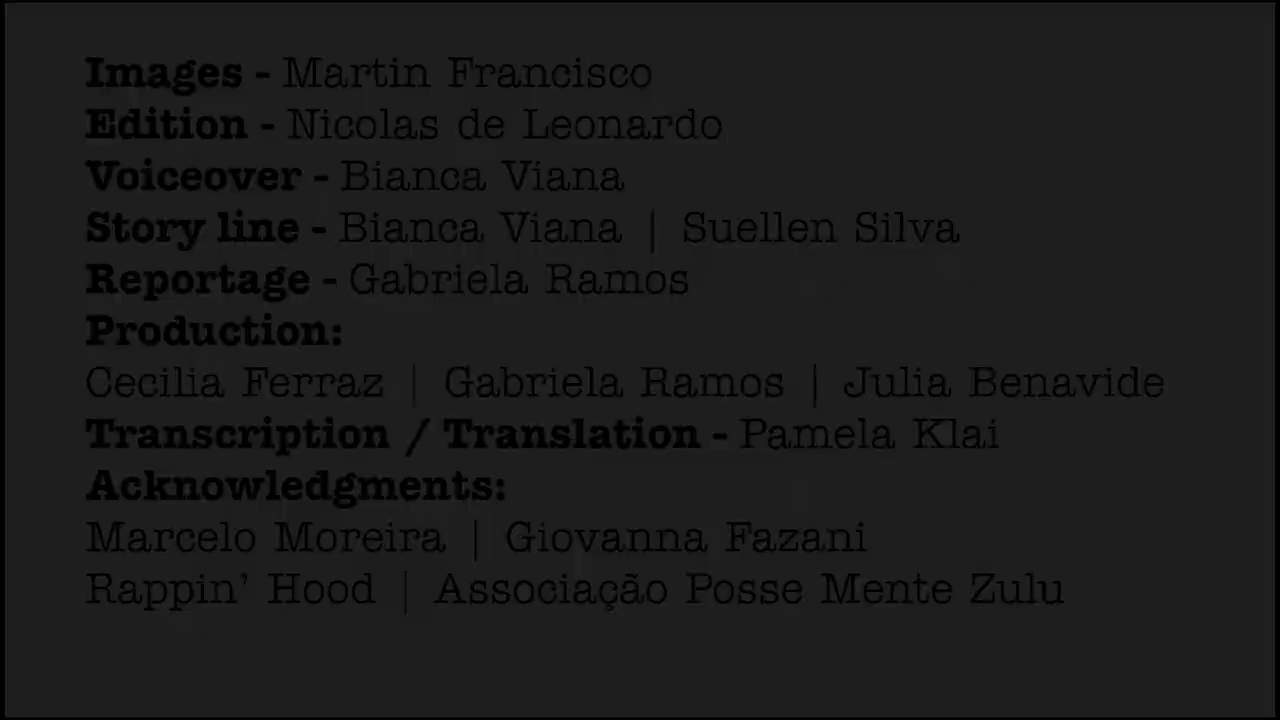 Images - Martin Francisco
Edition - Nicolas de Leonardo
Voiceover - Bianca Viana
Story line - Bianca Viana | Suellen Silva
Reportage - Gabriela Ramos
Production:
Cecilia Ferraz | Gabriela Ramos | Julia Benavide
Transcription / Translation - Pamela Klai
Acknowledgments:
Marcelo Moreira | Giovanna Fazani
Rappin’ Hood | Associação Posse Mente Zulu